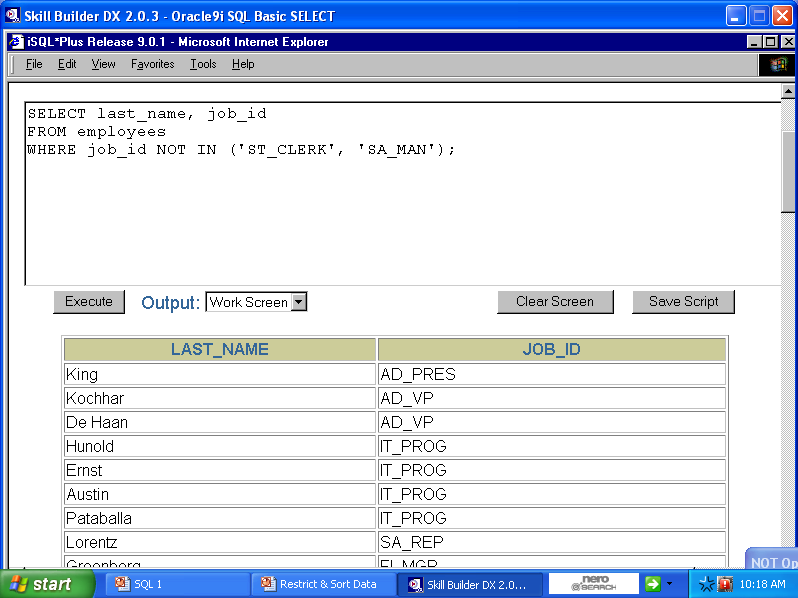 Skill Builder DX 2.0.3 - Oracle9i SQL Basic SELECT
iSQL*Plus Release 9.0.1 - Microsoft Internet Explorer
File Edit View Favorites Tools Help
SELECT last_name, job_id
FROM employees
WHERE job_id NOT IN ('ST_CLERK', 'SA_MAN');
Execute Output: Work Screen Clear Screen Save Script
LAST_NAME JOB_ID
King AD_PRES
Kochhar AD_VP
De Haan AD_VP
Hunold IT_PROG
Ernst IT_PROG
Austin IT_PROG
Pataballa IT_PROG
Lorentz SA_REP
NOT Op
start SQL 1 Restrict & Sort Data Skill Builder DX 2.0... nero @SEARCH 10:18 AM